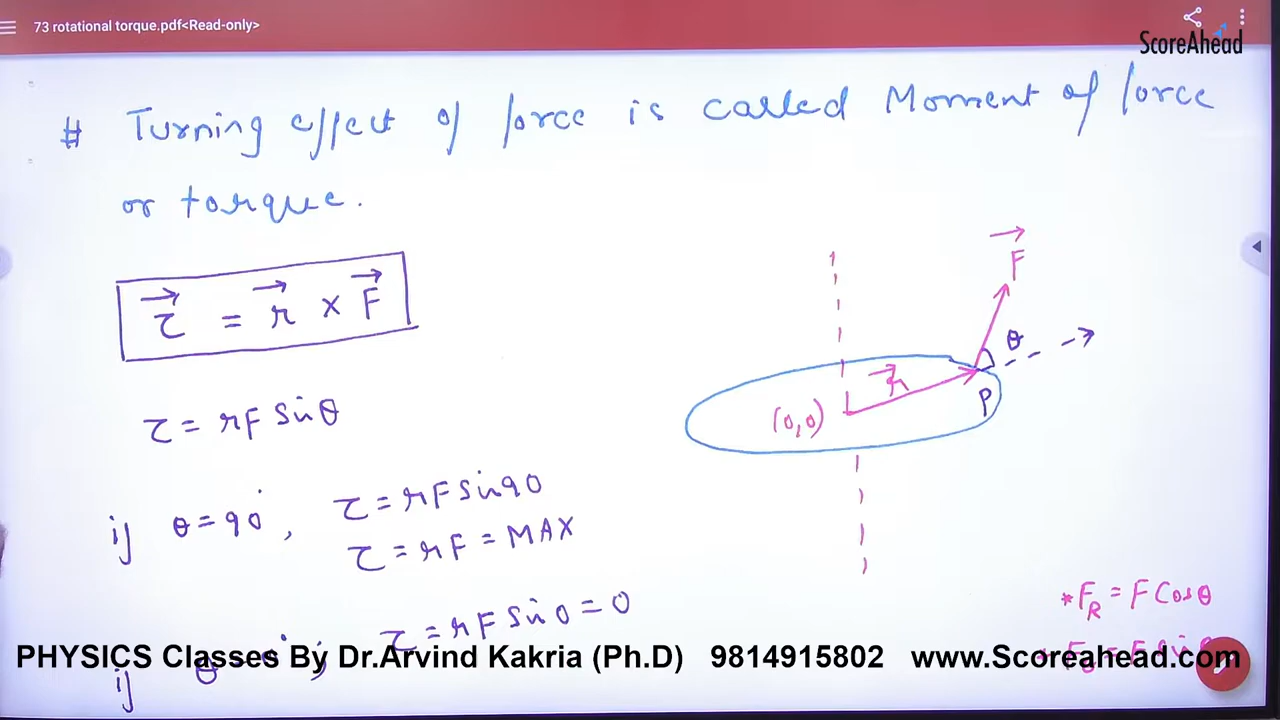 73 rotational torque.pdf<Read-only>
ScoreAhead
# Turning effect of force is called Moment of force
or torque.
τ⃗ = r⃗ × F⃗
τ = rF Sinθ
if θ = 90°, τ = rF Sin90
τ = rF = MAX
if θ = 0°, τ = rF Sin0 = 0
F⃗
θ
r⃗
(0,0)
P
*F_R = F Cosθ
PHYSICS Classes By Dr.Arvind Kakria (Ph.D) 9814915802 www.Scoreahead.com